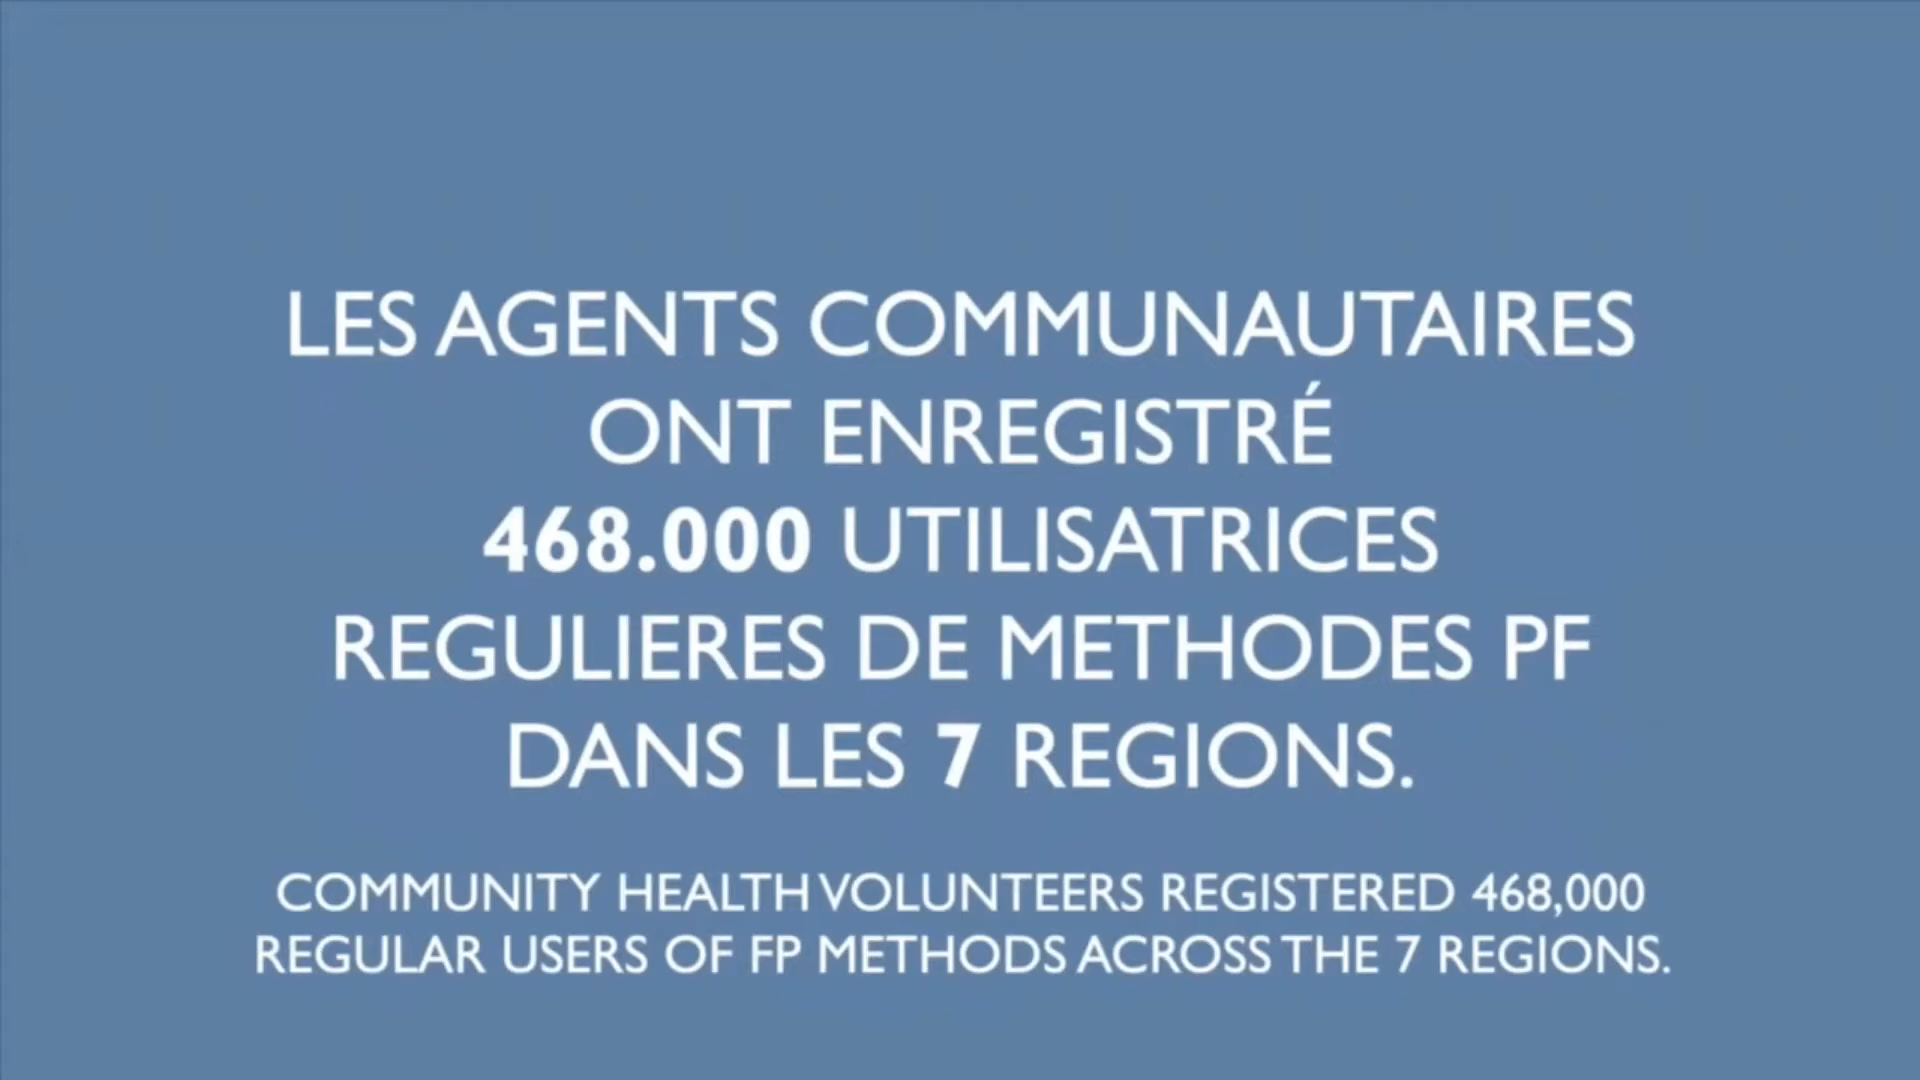 LES AGENTS COMMUNAUTAIRES
ONT ENREGISTRÉ
468.000 UTILISATRICES
REGULIERES DE METHODES PF
DANS LES 7 REGIONS.
COMMUNITY HEALTH VOLUNTEERS REGISTERED 468,000
REGULAR USERS OF FP METHODS ACROSS THE 7 REGIONS.